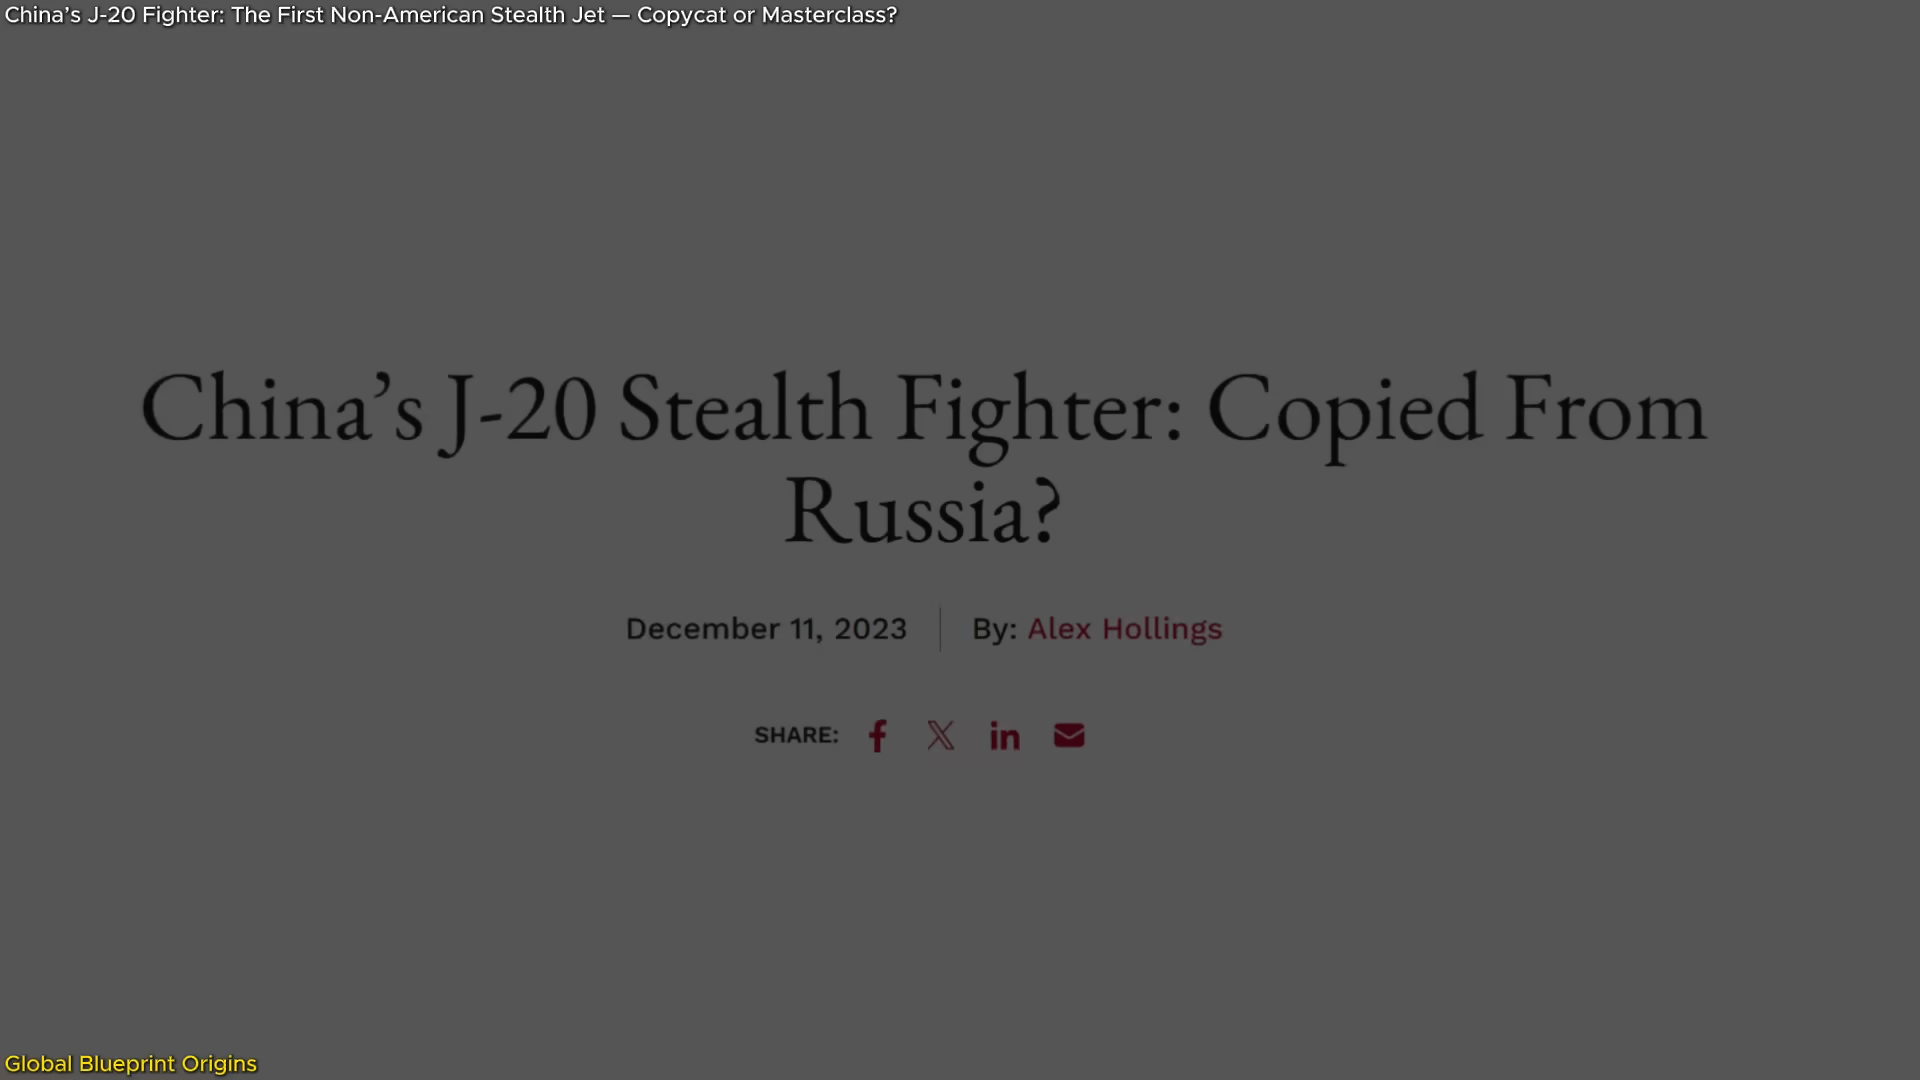 China’s J-20 Fighter: The First Non-American Stealth Jet — Copycat or Masterclass?
China’s J-20 Stealth Fighter: Copied From
Russia?
December 11, 2023 By: Alex Hollings
SHARE:
Global Blueprint Origins